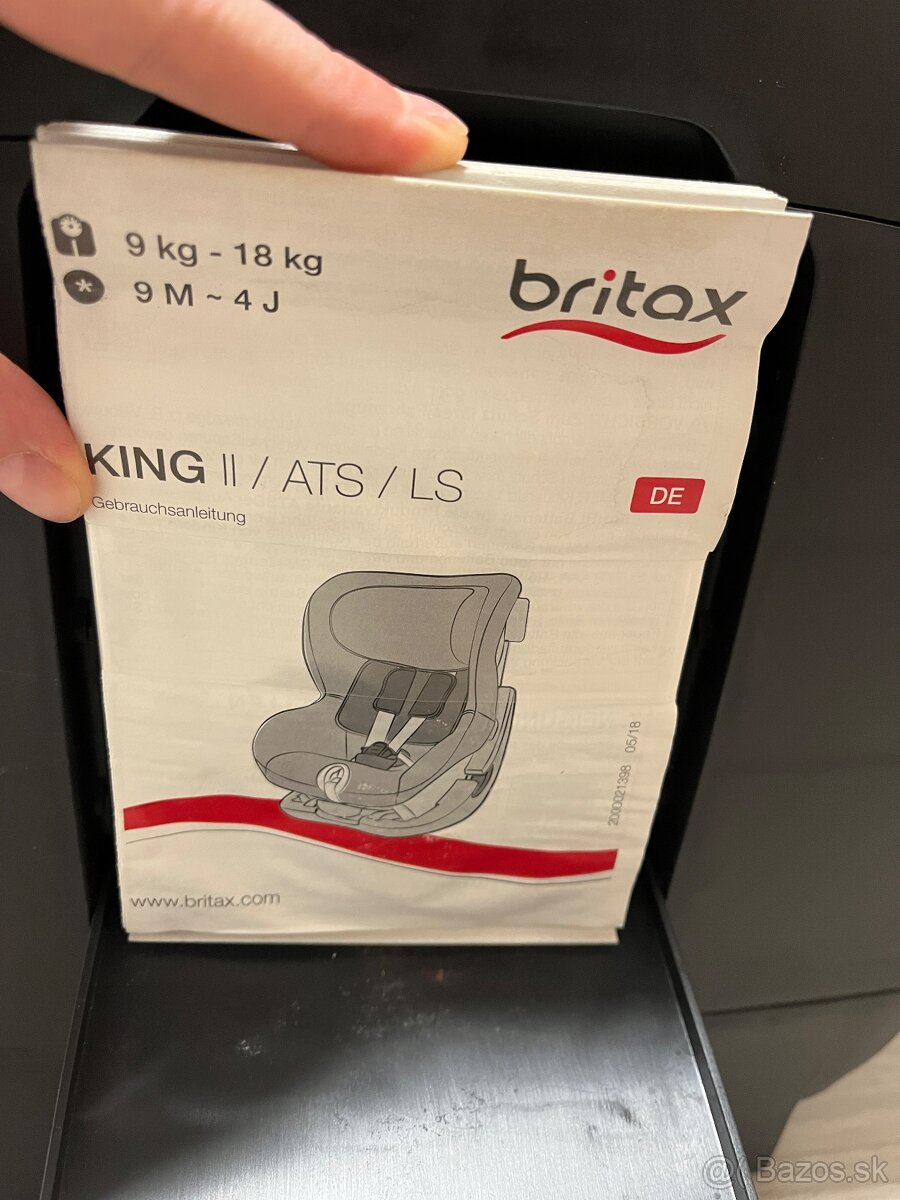 9 kg - 18 kg
9 M ~ 4 J
britax
KING II / ATS / LS
DE
Gebrauchsanleitung
2000021398 05/18
www.britax.com
Bazos.sk